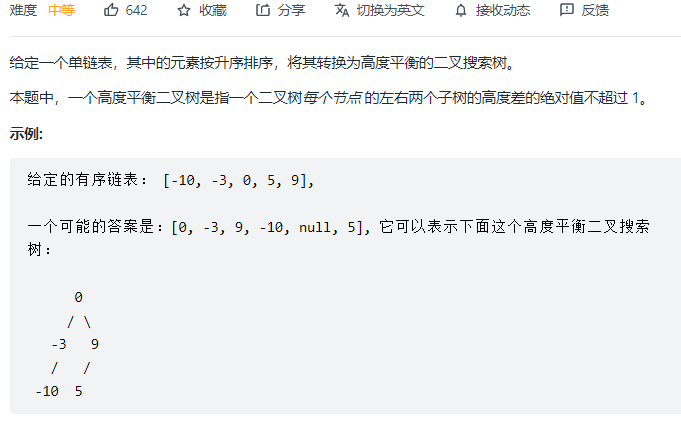 难度 中等 642 收藏 分享 切换为英文 接收动态 反馈
给定一个单链表，其中的元素按升序排序，将其转换为高度平衡的二叉搜索树。
本题中，一个高度平衡二叉树是指一个二叉树每个节点 的左右两个子树的高度差的绝对值不超过 1。
示例:
给定的有序链表： [-10, -3, 0, 5, 9],
一个可能的答案是：[0, -3, 9, -10, null, 5], 它可以表示下面这个高度平衡二叉搜索
树：
0
/ \
-3 9
/ /
-10 5